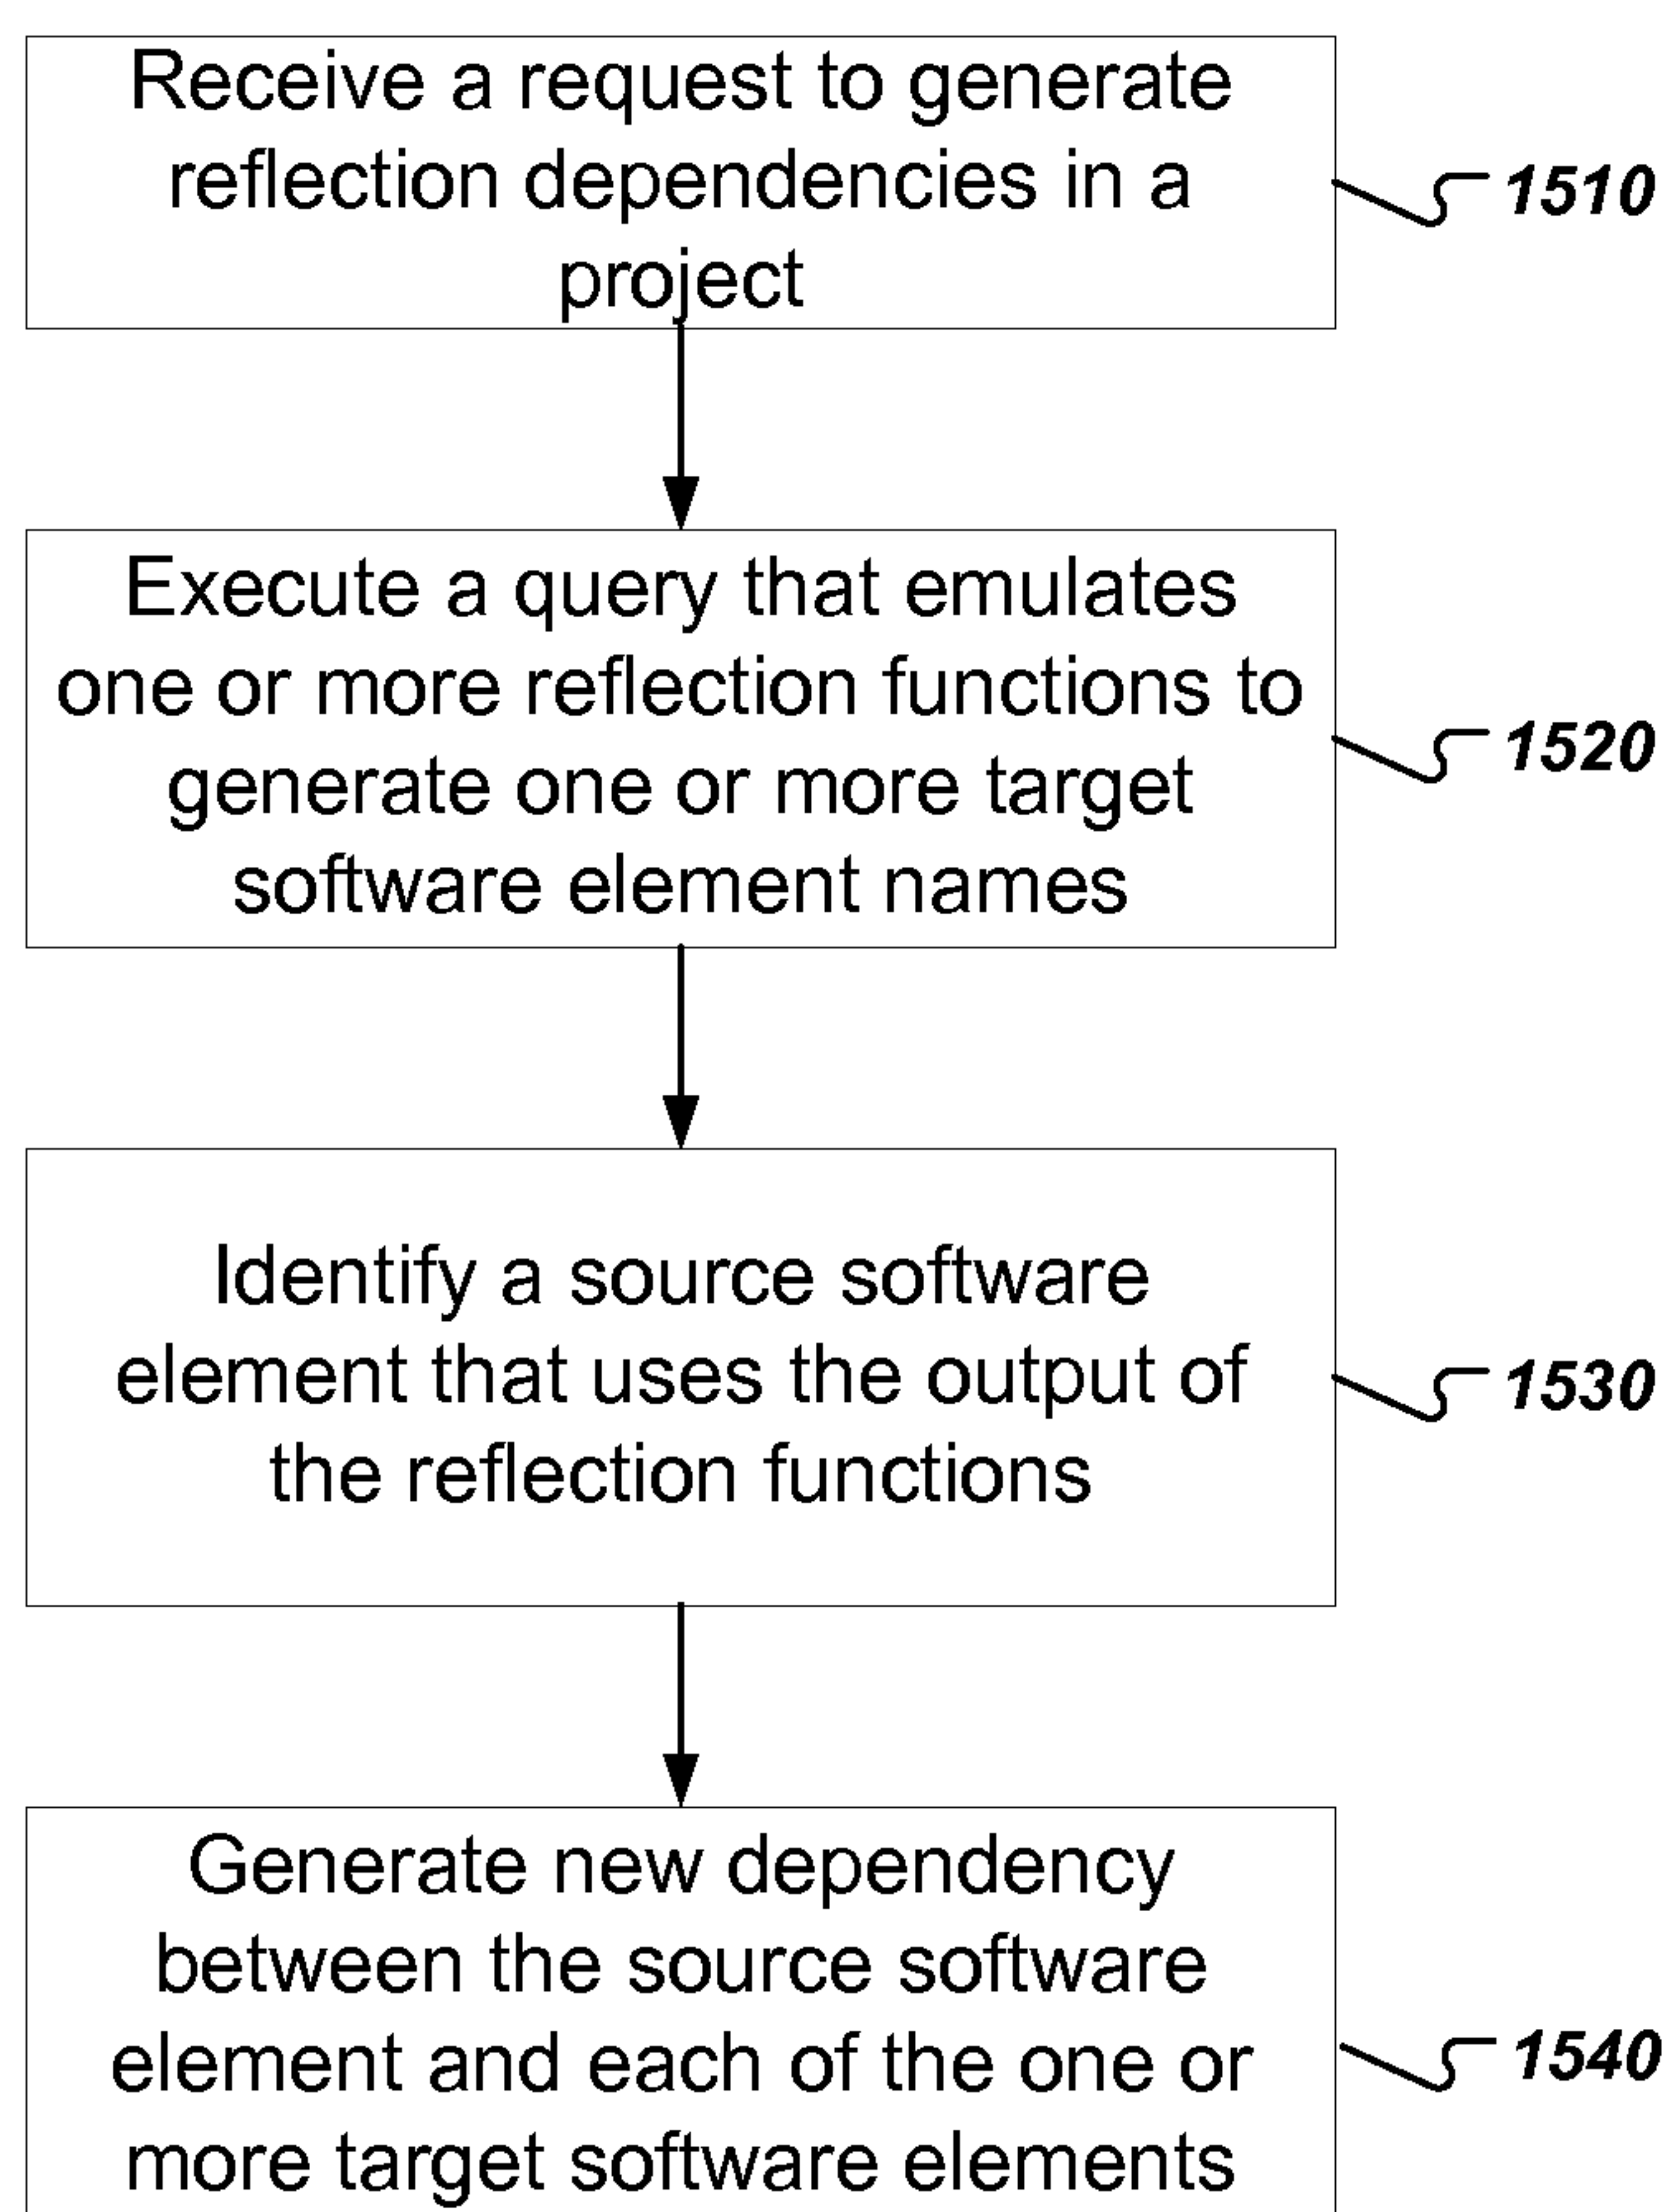 Receive a request to generate
reflection dependencies in a
project
1510
Execute a query that emulates
one or more reflection functions to
generate one or more target
software element names
1520
Identify a source software
element that uses the output of
the reflection functions
1530
Generate new dependency
between the source software
element and each of the one or
more target software elements
1540